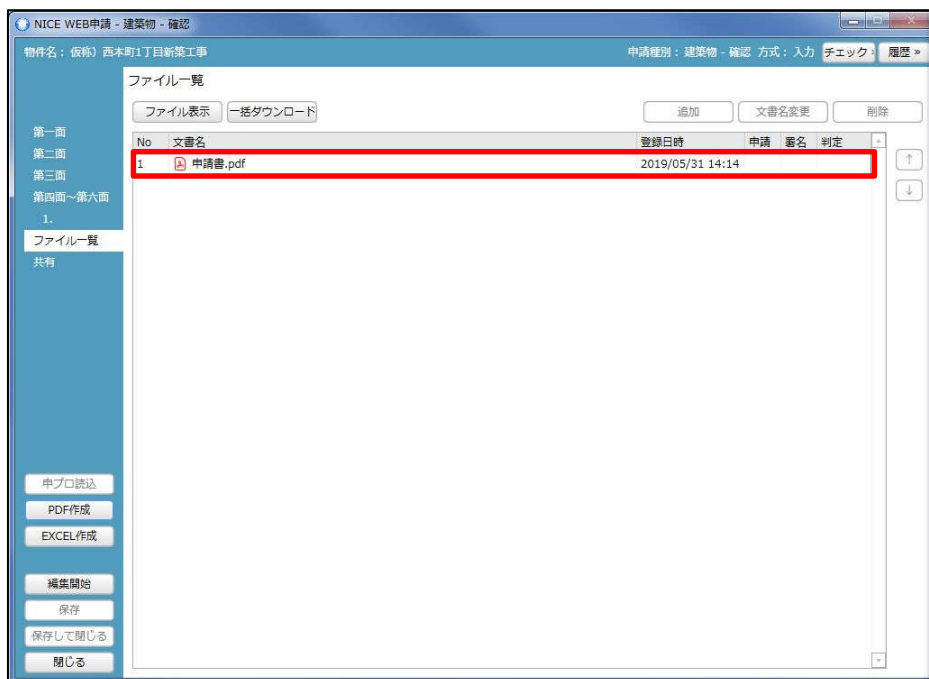 NICE WEB申請 - 建築物 - 確認
物件名： 仮称）西本町1丁目新築工事 申請種別： 建築物 - 確認 方式： 入力 チェック 履歴 »
ファイル一覧
ファイル表示 一括ダウンロード 追加 文書名変更 削除
No 文書名 登録日時 申請 署名 判定
1 申請書.pdf 2019/05/31 14:14
↑
↓
第一面
第二面
第三面
第四面～第六面
1.
ファイル一覧
共有
申プロ読込
PDF作成
EXCEL作成
編集開始
保存
保存して閉じる
閉じる